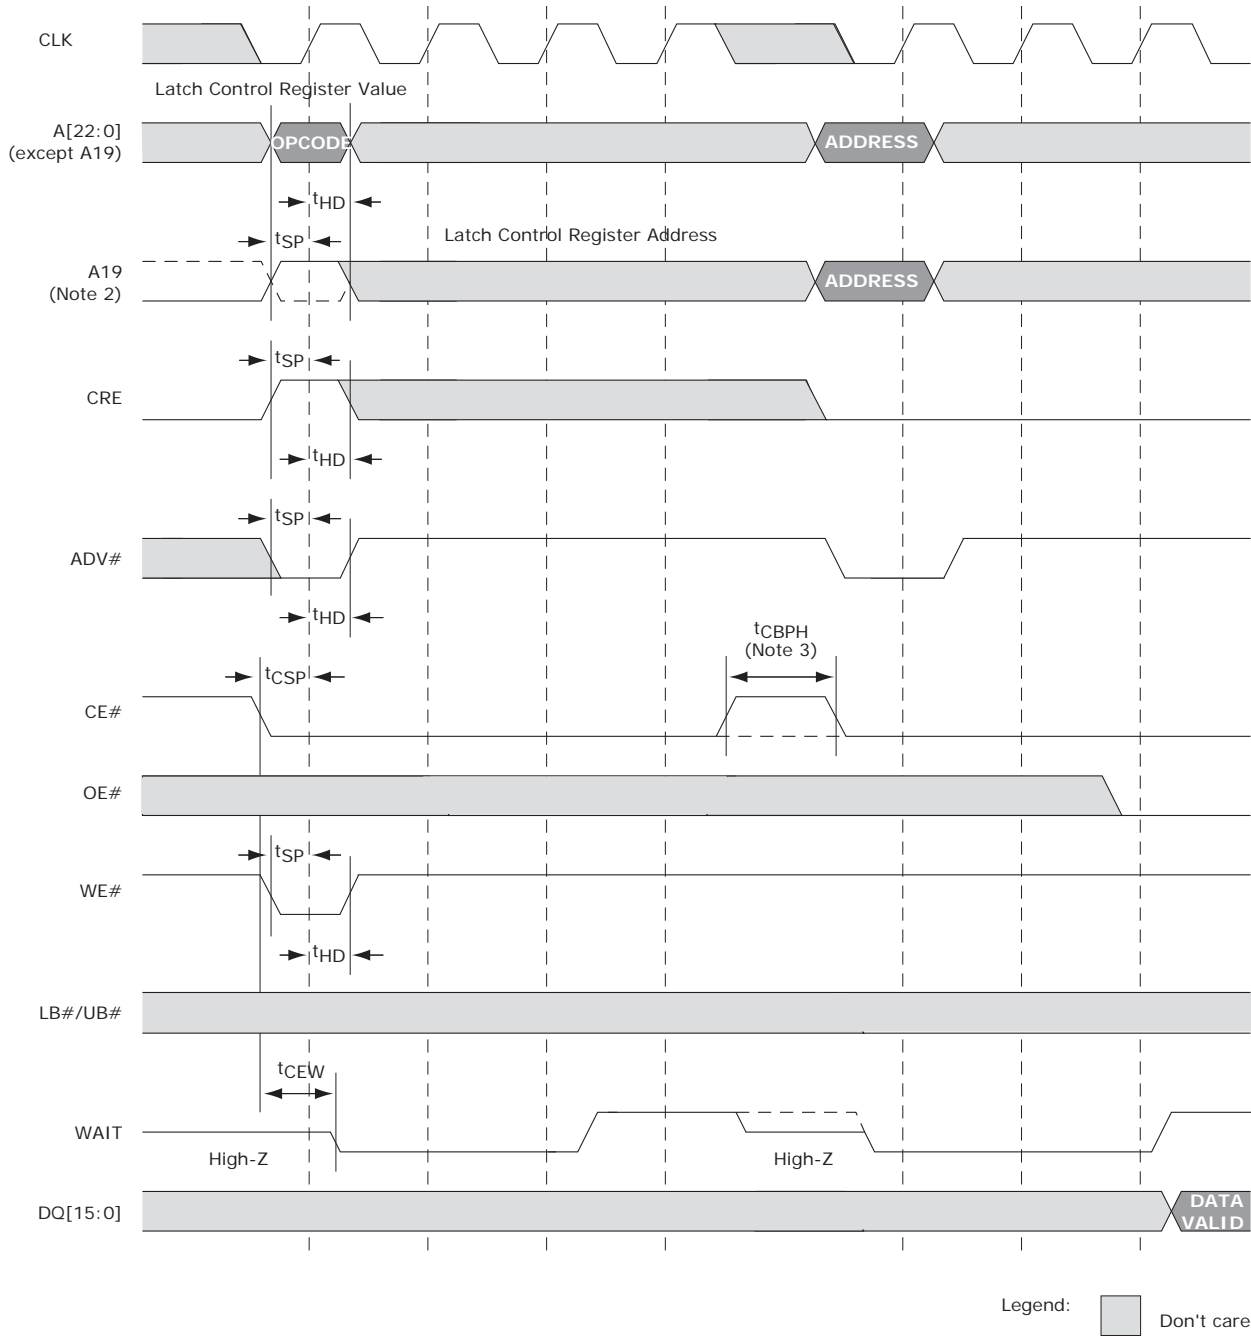 CLK
Latch Control Register Value
A[22:0]
(except A19)
OPCODE
ADDRESS
tHD
tSP
Latch Control Register Address
A19
(Note 2)
ADDRESS
tSP
CRE
tHD
tSP
ADV#
tHD
tCBPH
(Note 3)
tCSP
CE#
OE#
tSP
WE#
tHD
LB#/UB#
tCEW
WAIT
High-Z
High-Z
DQ[15:0]
DATA
VALID
Legend:
Don't care